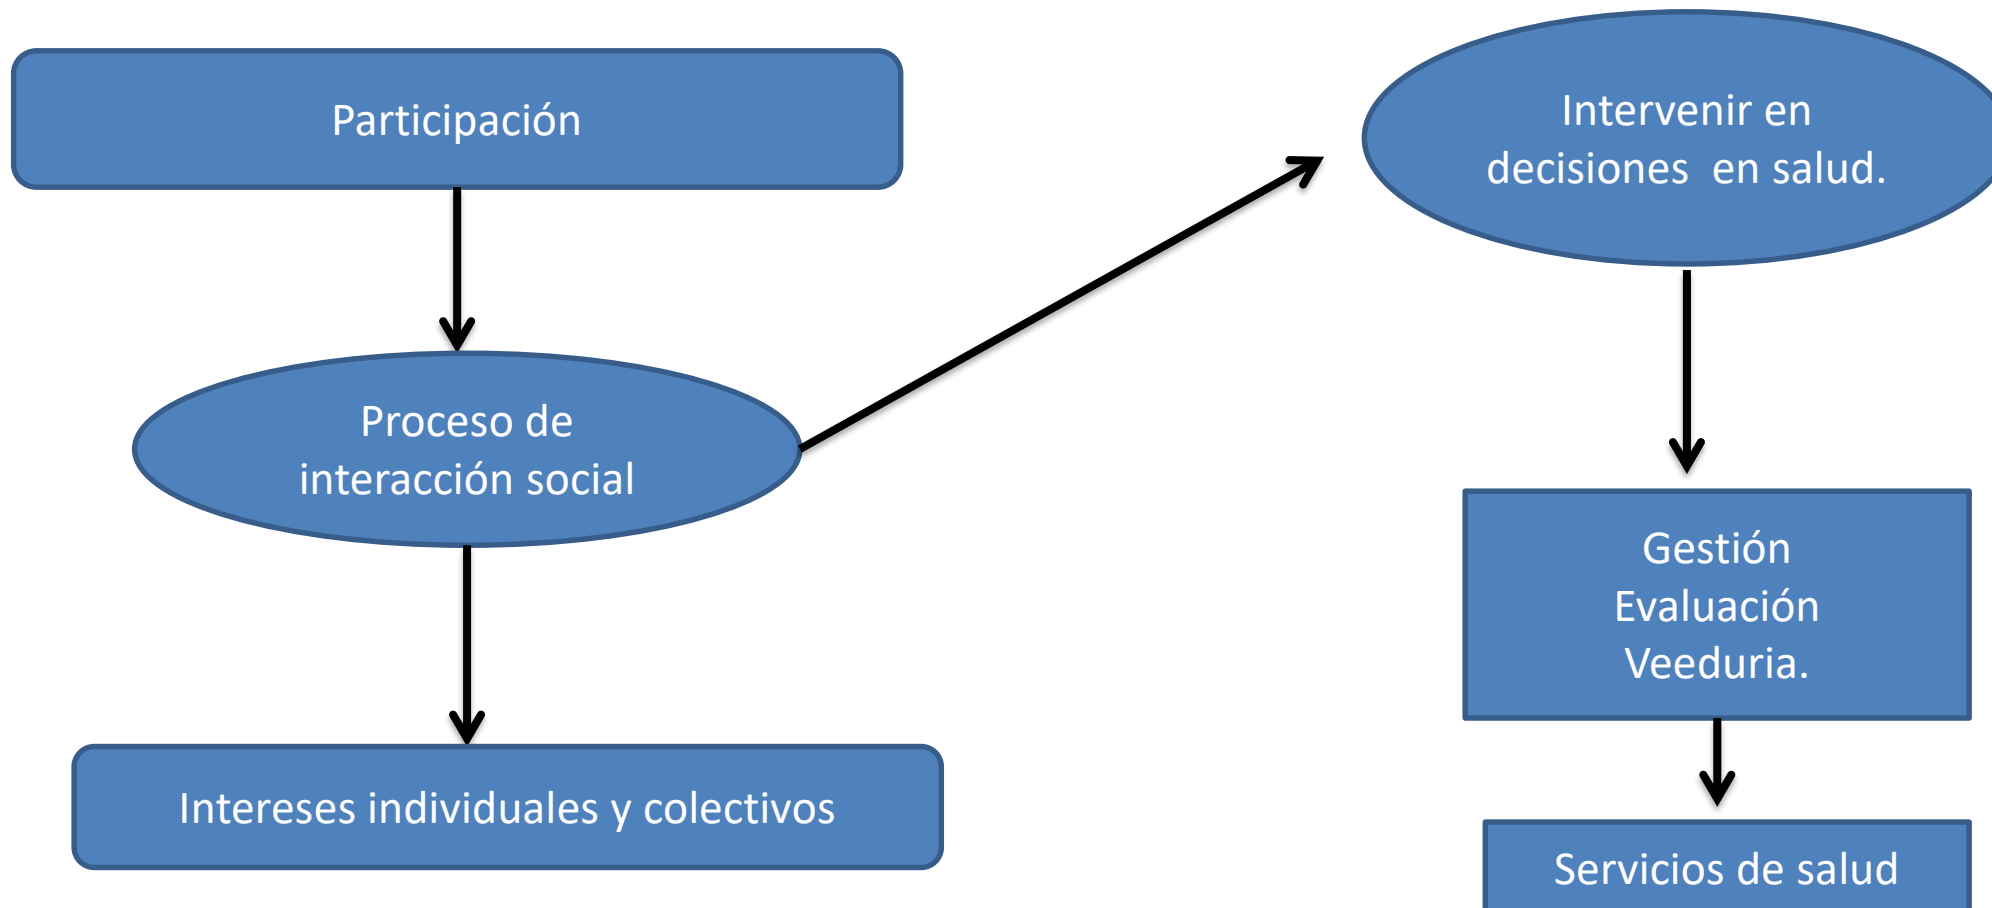 Participación
Proceso de
interacción social
Intereses individuales y colectivos
Intervenir en
decisiones  en salud.
Gestión
Evaluación
Veeduria.
Servicios de salud